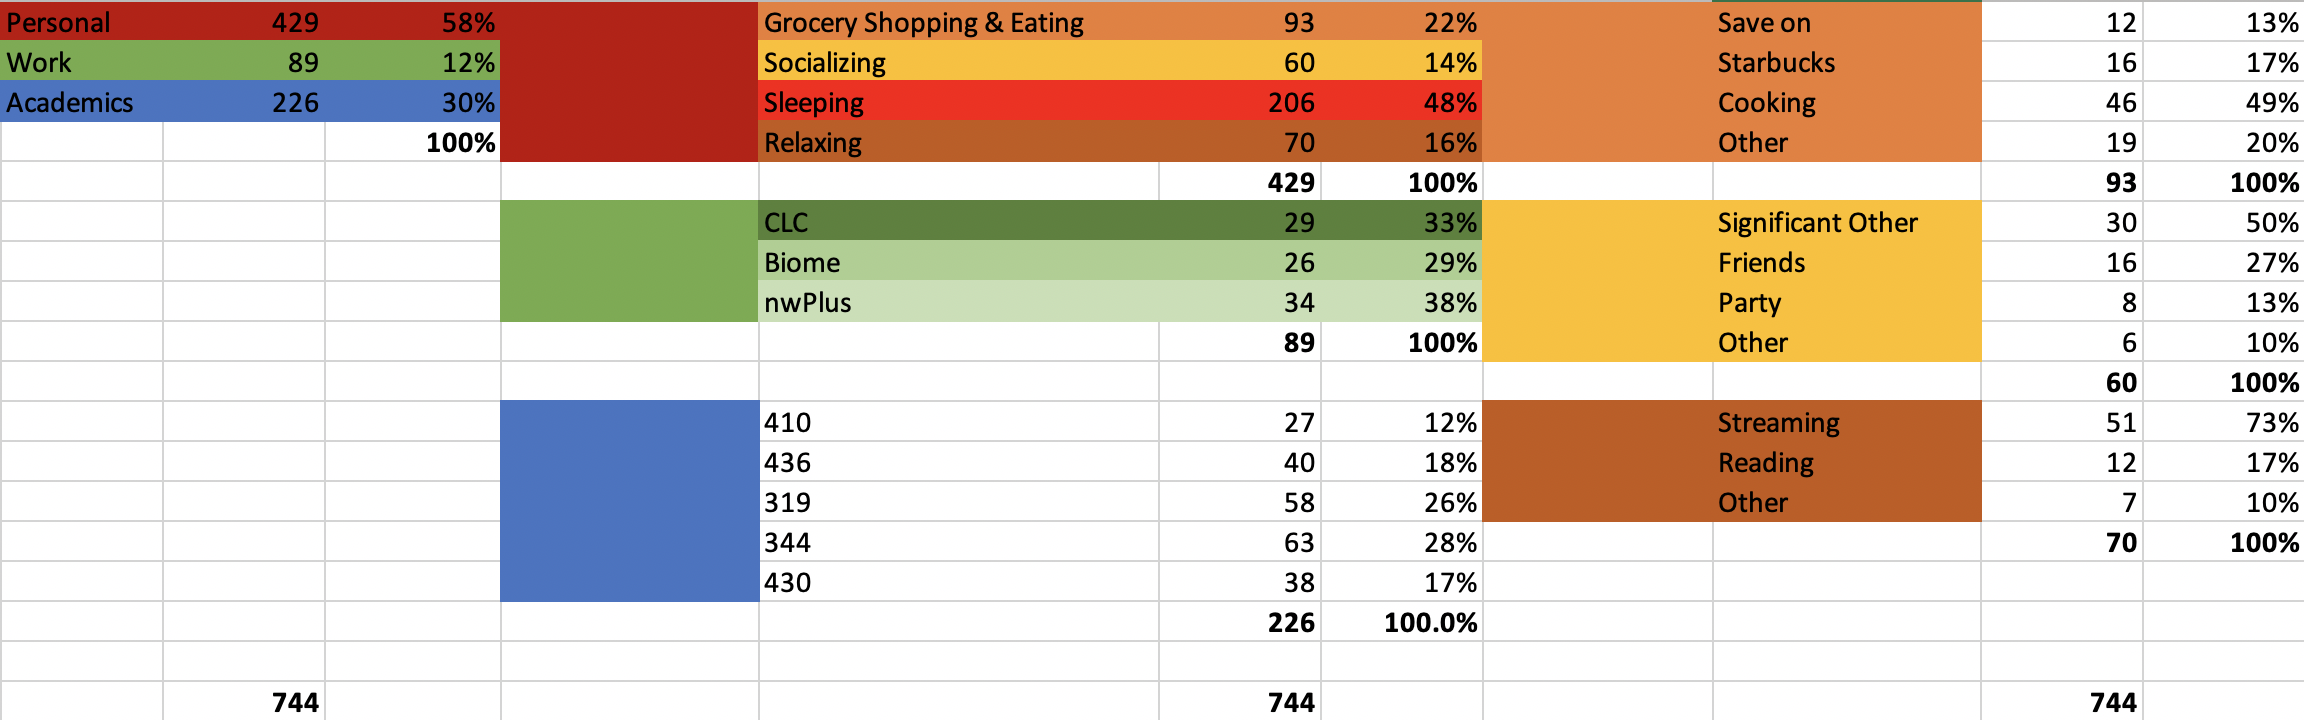 Personal 429 58% Grocery Shopping & Eating 93 22% Save on 12 13%
Work 89 12% Socializing 60 14% Starbucks 16 17%
Academics 226 30% Sleeping 206 48% Cooking 46 49%
100% Relaxing 70 16% Other 19 20%
429 100% 93 100%
CLC 29 33% Significant Other 30 50%
Biome 26 29% Friends 16 27%
nwPlus 34 38% Party 8 13%
89 100% Other 6 10%
60 100%
410 27 12% Streaming 51 73%
436 40 18% Reading 12 17%
319 58 26% Other 7 10%
344 63 28% 70 100%
430 38 17%
226 100.0%
744 744 744